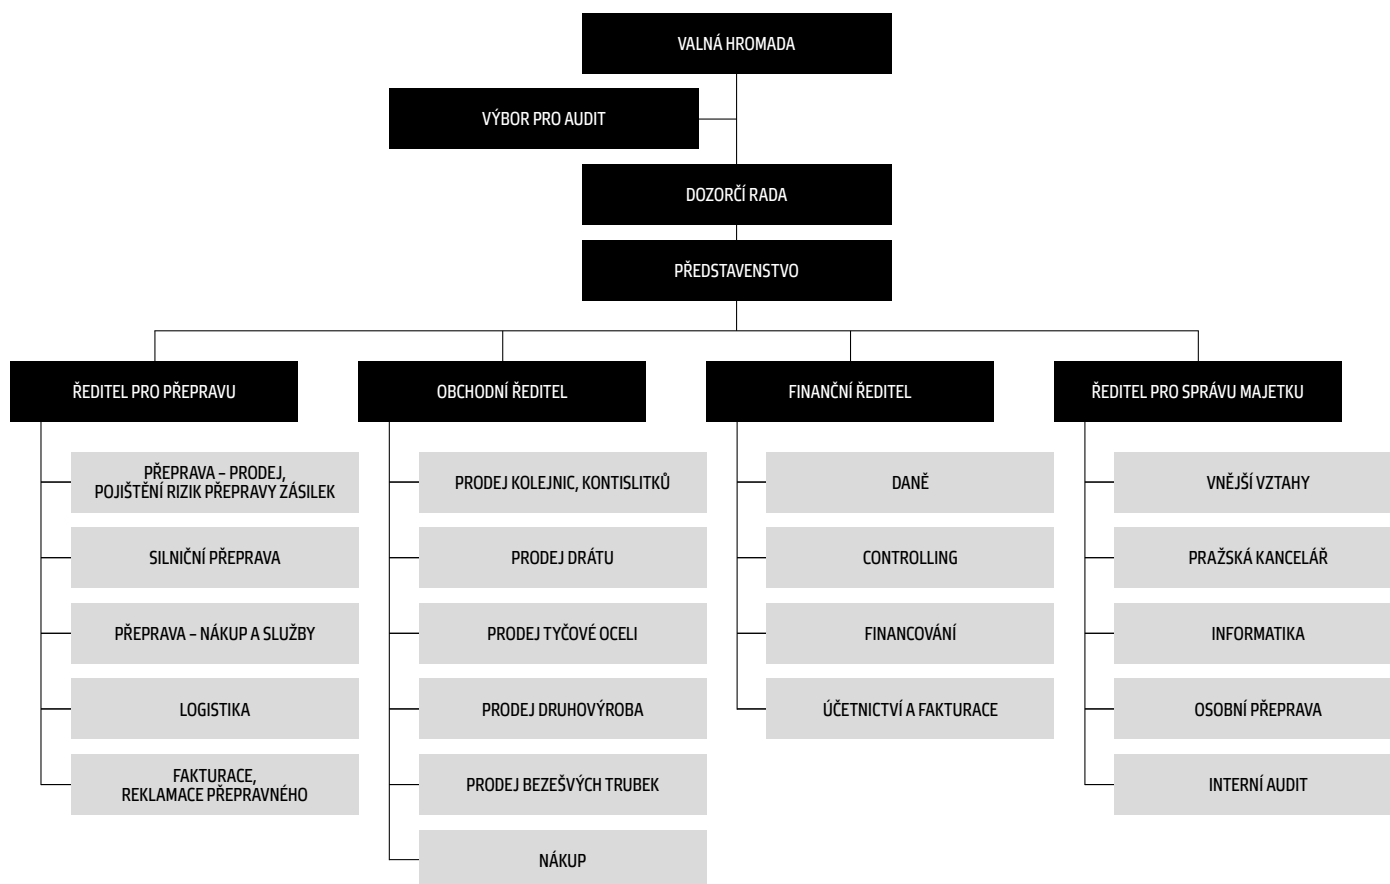 VALNÁ HROMADA
VÝBOR PRO AUDIT
DOZORČÍ RADA
PŘEDSTAVENSTVO
ŘEDITEL PRO PŘEPRAVU
PŘEPRAVA – PRODEJ,
POJIŠTĚNÍ RIZIK PŘEPRAVY ZÁSILEK
SILNIČNÍ PŘEPRAVA
PŘEPRAVA – NÁKUP A SLUŽBY
LOGISTIKA
FAKTURACE,
REKLAMACE PŘEPRAVNÉHO
OBCHODNÍ ŘEDITEL
PRODEJ KOLEJNIC, KONTISLITKŮ
PRODEJ DRÁTU
PRODEJ TYČOVÉ OCELI
PRODEJ DRUHOVÝROBA
PRODEJ BEZEŠVÝCH TRUBEK
NÁKUP
FINANČNÍ ŘEDITEL
DANĚ
CONTROLLING
FINANCOVÁNÍ
ÚČETNICTVÍ A FAKTURACE
ŘEDITEL PRO SPRÁVU MAJETKU
VNĚJŠÍ VZTAHY
PRAŽSKÁ KANCELÁŘ
INFORMATIKA
OSOBNÍ PŘEPRAVA
INTERNÍ AUDIT